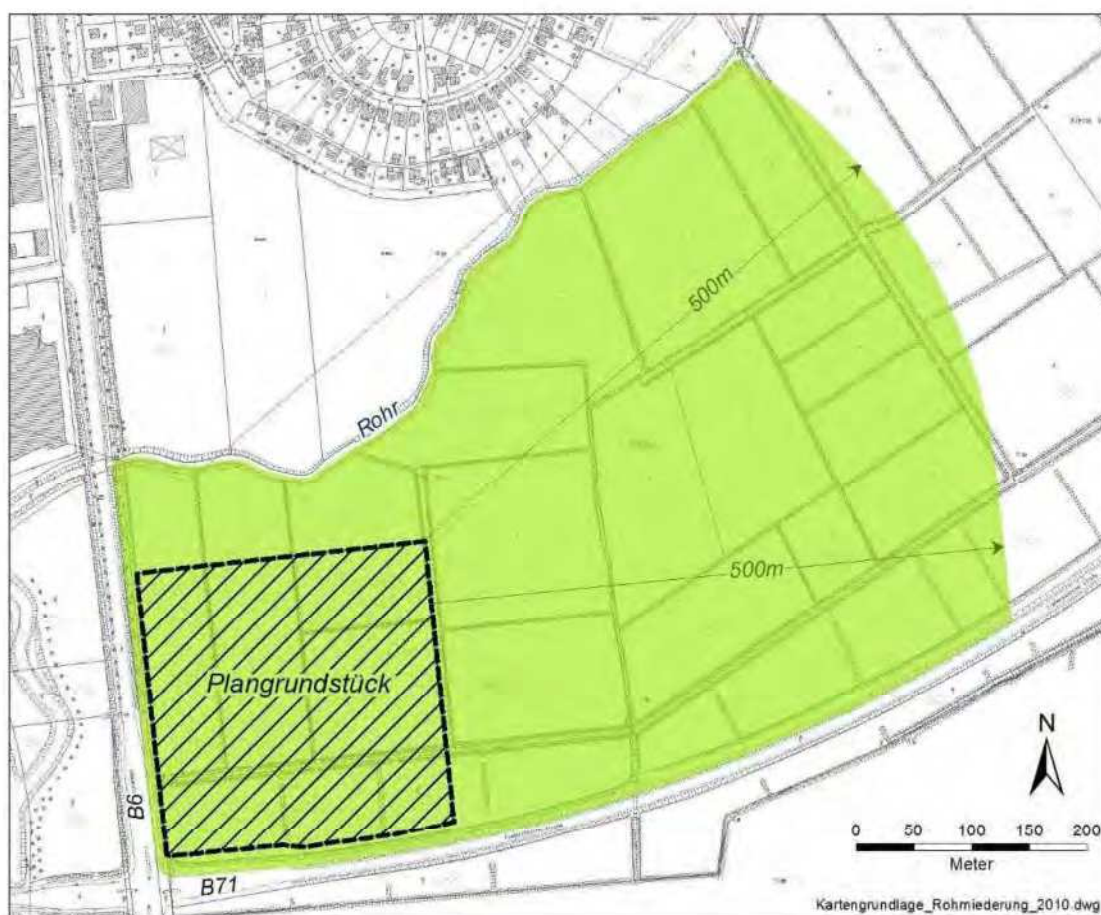 500m
Rohr
500m
Plangrundstück
B6
B71
N
0 50 100 150 200
Meter
Kartengrundlage_Rohrniederung_2010.dwg